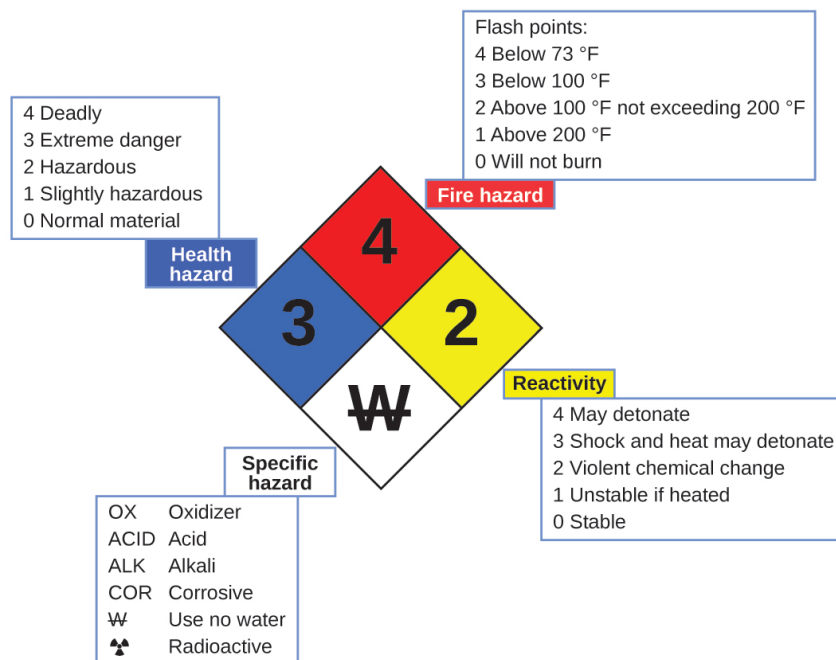 Flash points:
4 Below 73 °F
3 Below 100 °F
2 Above 100 °F not exceeding 200 °F
1 Above 200 °F
0 Will not burn
Fire hazard
4 Deadly
3 Extreme danger
2 Hazardous
1 Slightly hazardous
0 Normal material
Health
hazard
4
3
2
W
Reactivity
4 May detonate
3 Shock and heat may detonate
2 Violent chemical change
1 Unstable if heated
0 Stable
Specific
hazard
OX Oxidizer
ACID Acid
ALK Alkali
COR Corrosive
W Use no water
☢ Radioactive